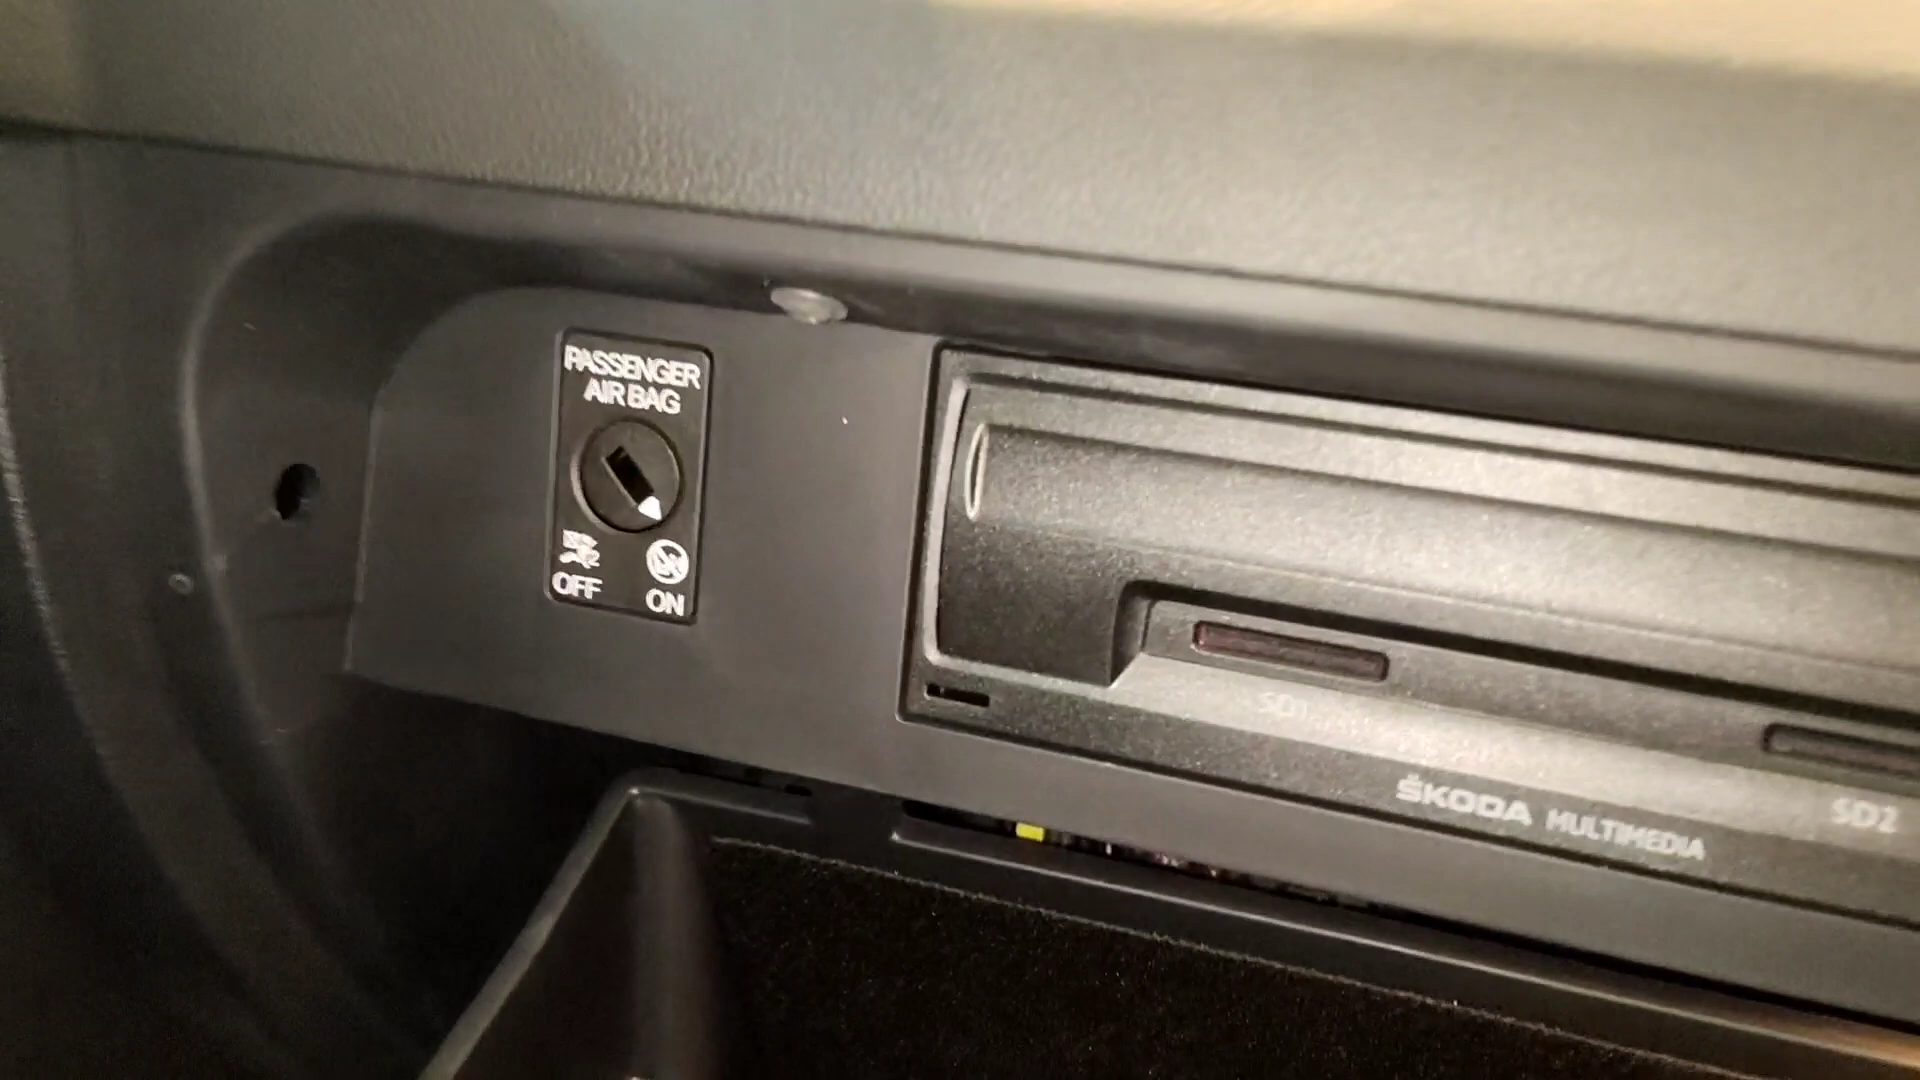 PASSENGER
AIR BAG
OFF
ON
SD1
SD2
ŠKODA MULTIMEDIA